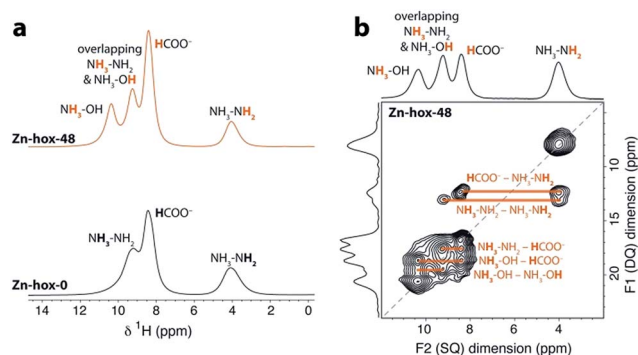 a
overlapping
NH₃-NH₂
& NH₃-OH
HCOO⁻
NH₃-OH
NH₃-NH₂
Zn-hox-48
HCOO⁻
NH₃-NH₂
NH₃-NH₂
Zn-hox-0
14 12 10 8 6 4 2 0
δ ¹H (ppm)
b
overlapping
NH₃-NH₂
& NH₃-OH
HCOO⁻
NH₃-NH₂
NH₃-OH
Zn-hox-48
HCOO⁻ – NH₃-NH₂
NH₃-NH₂ – NH₃-NH₂
NH₃-NH₂ – HCOO⁻
NH₃-OH – HCOO⁻
NH₃-OH – NH₃-OH
10 15 20
F1 (DQ) dimension (ppm)
10 8 6 4
F2 (SQ) dimension (ppm)